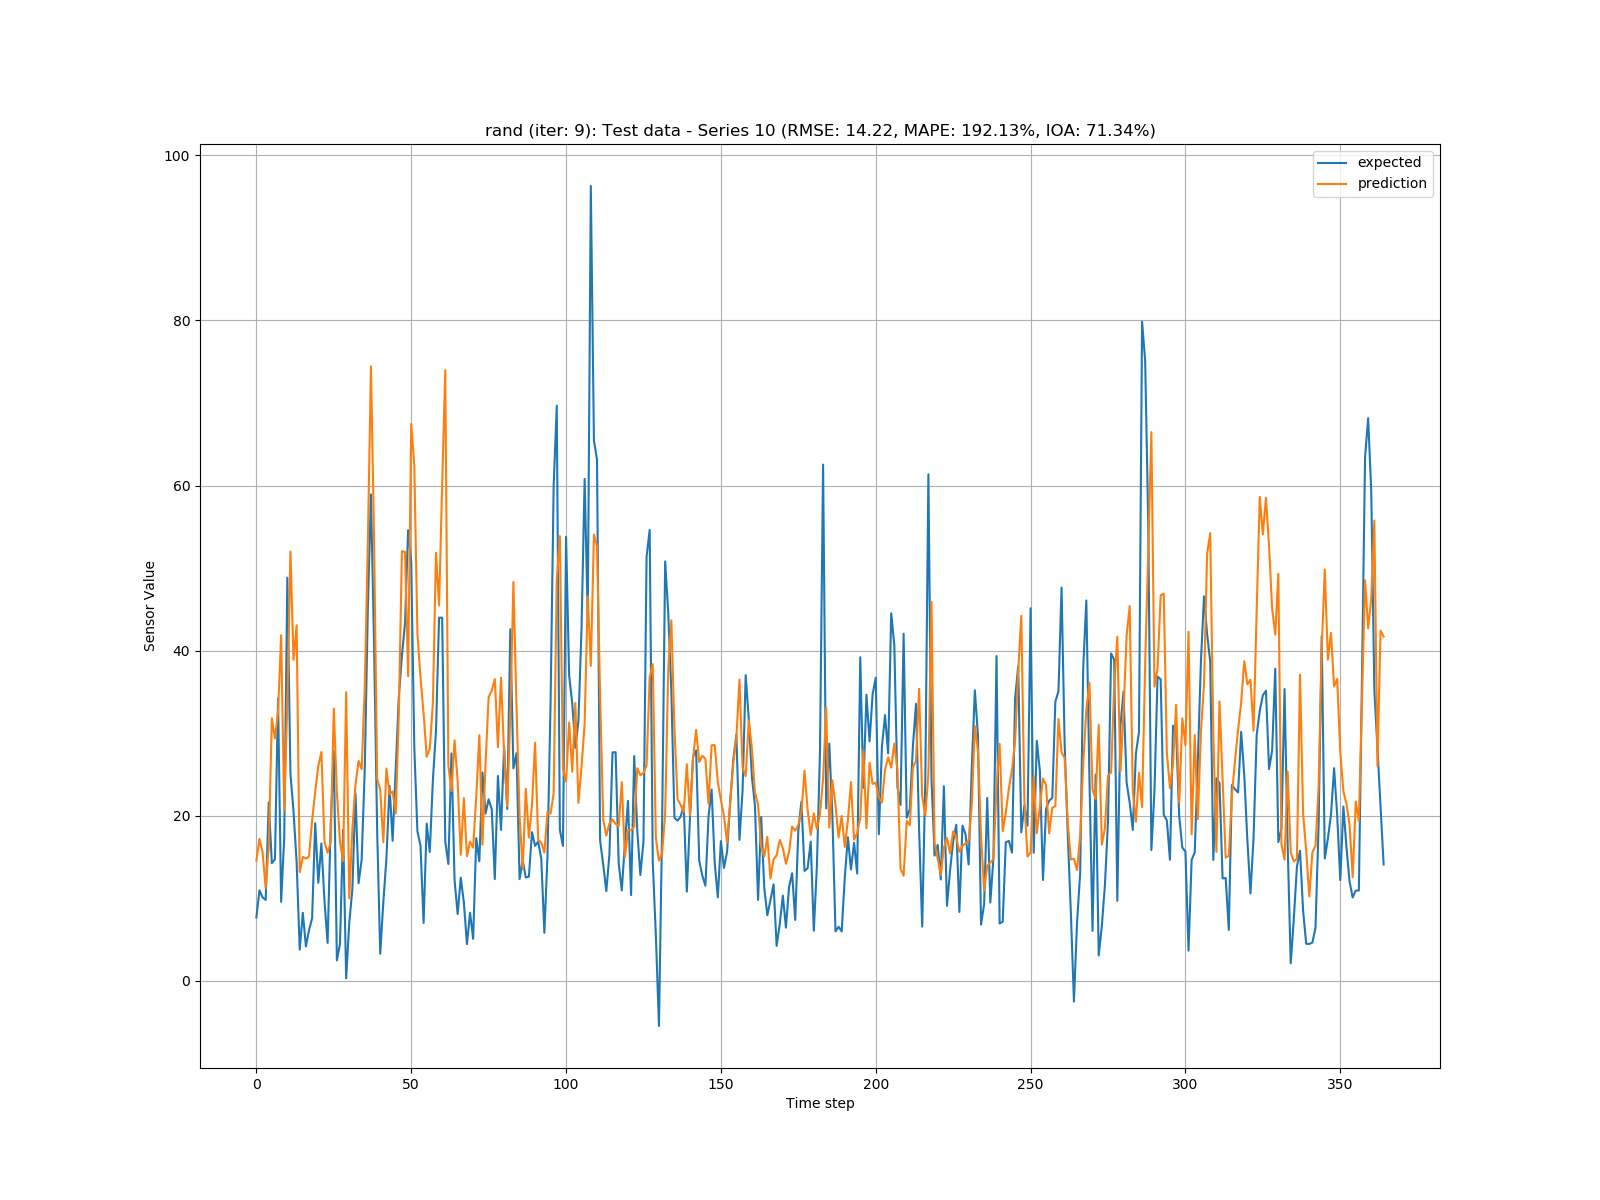 rand (iter: 9): Test data - Series 10 (RMSE: 14.22, MAPE: 192.13%, IOA: 71.34%)
expected
prediction
100
80
60
40
20
0
Sensor Value
0 50 100 150 200 250 300 350
Time step